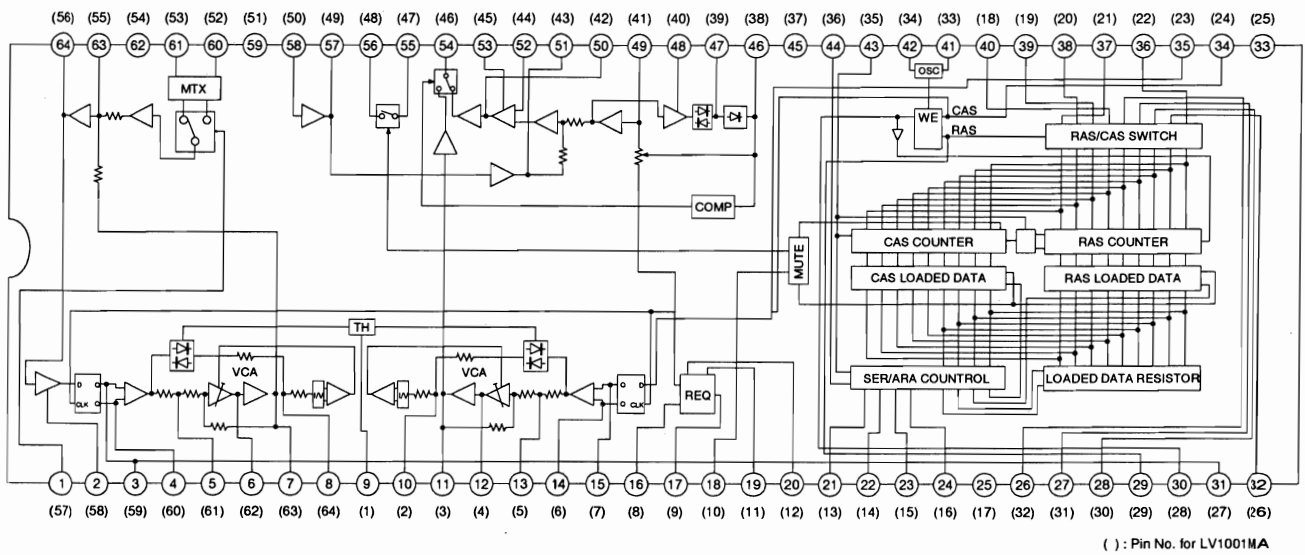 (56) (55) (54) (53) (52) (51) (50) (49) (48) (47) (46) (45) (44) (43) (42) (41) (40) (39) (38) (37) (36) (35) (34) (33) (18) (19) (20) (21) (22) (23) (24) (25)
64 63 62 61 60 59 58 57 56 55 54 53 52 51 50 49 48 47 46 45 44 43 42 41 40 39 38 37 36 35 34 33
OSC
MTX
CAS
WE
RAS
RAS/CAS SWITCH
COMP
CAS COUNTER
RAS COUNTER
MUTE
CAS LOADED DATA
RAS LOADED DATA
TH
VCA
VCA
D
D
CLK
D
D
CLK
REQ
SER/ARA COUNTROL
LOADED DATA RESISTOR
1 2 3 4 5 6 7 8 9 10 11 12 13 14 15 16 17 18 19 20 21 22 23 24 25 26 27 28 29 30 31 32
(57) (58) (59) (60) (61) (62) (63) (64) (1) (2) (3) (4) (5) (6) (7) (8) (9) (10) (11) (12) (13) (14) (15) (16) (17) (32) (31) (30) (29) (28) (27) (26)
( ) : Pin No. for LV1001MA